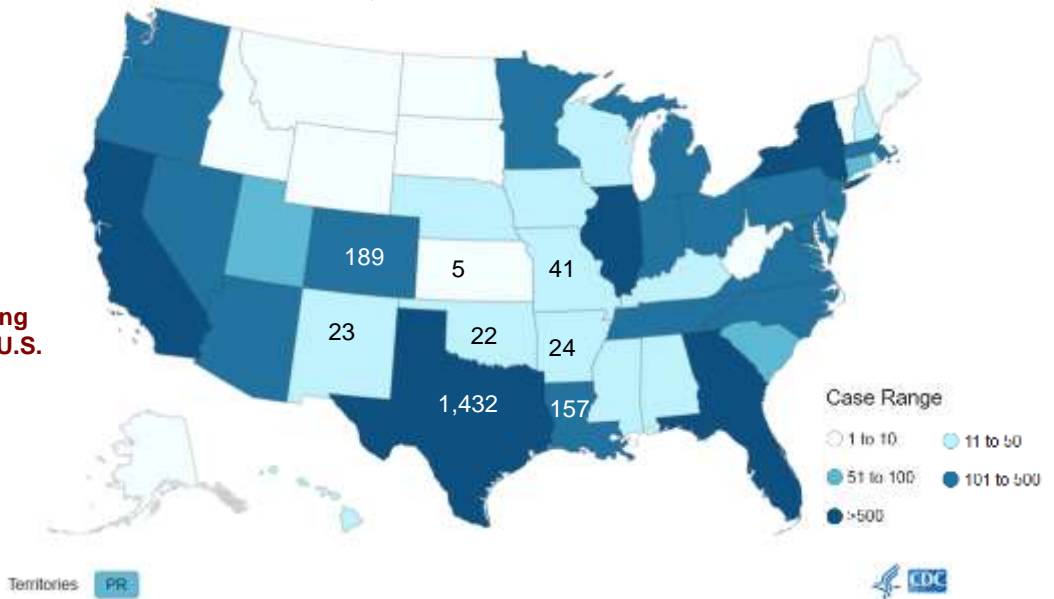 189
5
41
23
22
24
1,432
157
ng
U.S.
Case Range
1 to 10
11 to 50
51 to 100
101 to 500
>500
Territories PR
CDC